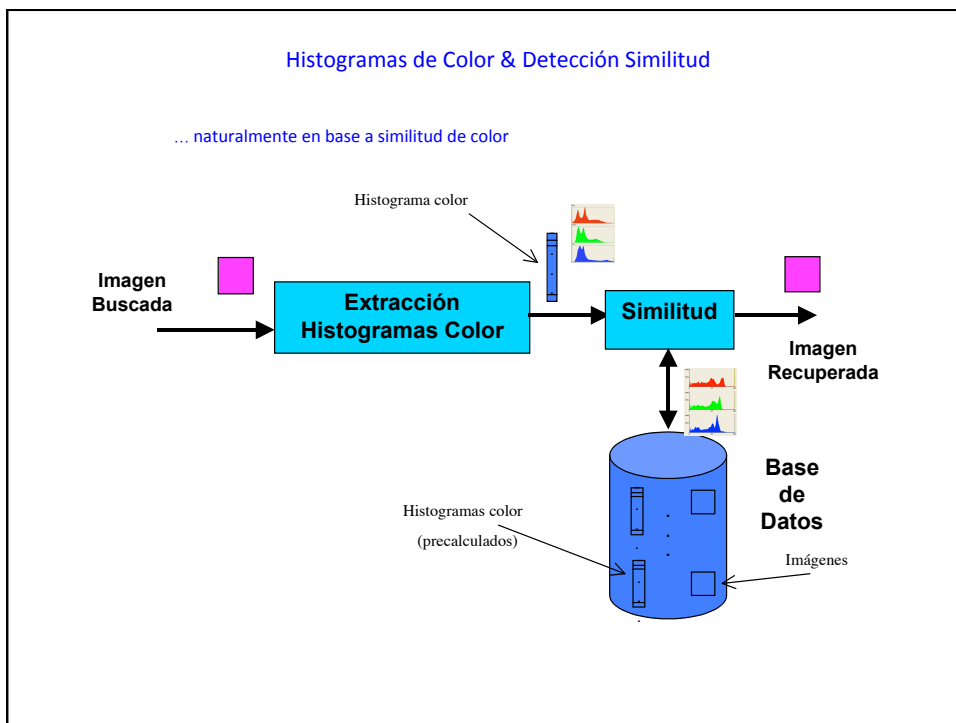 Histogramas de Color & Detección Similitud
... naturalmente en base a similitud de color
Histograma color
Imagen
Buscada
Extracción
Histogramas Color
Similitud
Imagen
Recuperada
Base
de
Datos
Histogramas color
(precalculados)
Imágenes